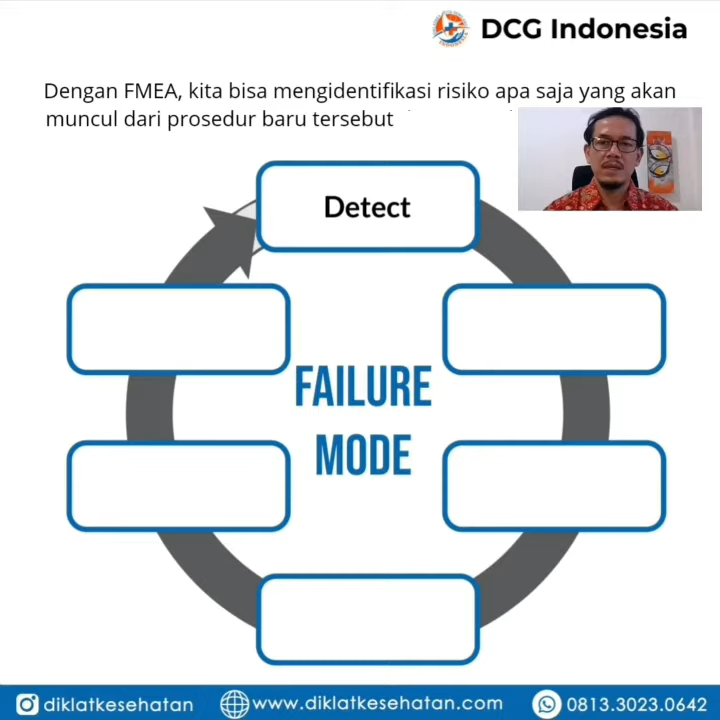 DCG Indonesia
Dengan FMEA, kita bisa mengidentifikasi risiko apa saja yang akan
muncul dari prosedur baru tersebut
Detect
FAILURE
MODE
diklatkesehatan
www.diklatkesehatan.com
0813.3023.0642